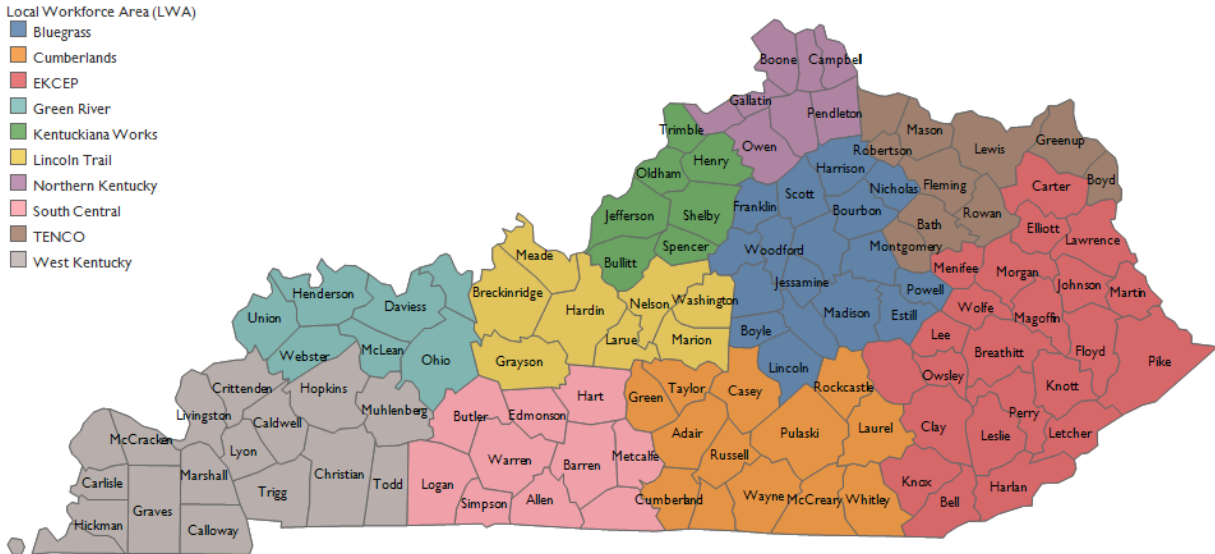 Local Workforce Area (LWA)
Bluegrass
Cumberlands
EKCEP
Green River
Kentuckiana Works
Lincoln Trail
Northern Kentucky
South Central
TENCO
West Kentucky
Boone
Campbell
Gallatin
Pendleton
Owen
Trimble
Henry
Oldham
Jefferson
Shelby
Spencer
Bullitt
Mason
Robertson
Lewis
Greenup
Boyd
Fleming
Rowan
Bath
Montgomery
Harrison
Nicholas
Scott
Franklin
Bourbon
Woodford
Jessamine
Powell
Madison
Estill
Boyle
Lincoln
Carter
Elliott
Lawrence
Menifee
Morgan
Johnson
Martin
Wolfe
Magoffin
Lee
Breathitt
Floyd
Pike
Owsley
Knott
Perry
Clay
Leslie
Letcher
Knox
Harlan
Bell
Meade
Breckinridge
Hardin
Nelson
Washington
Larue
Marion
Grayson
Henderson
Daviess
Union
Webster
McLean
Ohio
Crittenden
Hopkins
Livingston
Caldwell
Muhlenberg
McCracken
Lyon
Marshall
Christian
Todd
Trigg
Carlisle
Graves
Hickman
Calloway
Hart
Butler
Edmonson
Warren
Barren
Metcalfe
Logan
Simpson
Allen
Green
Taylor
Casey
Rockcastle
Adair
Pulaski
Laurel
Russell
Cumberland
Wayne
McCreary
Whitley